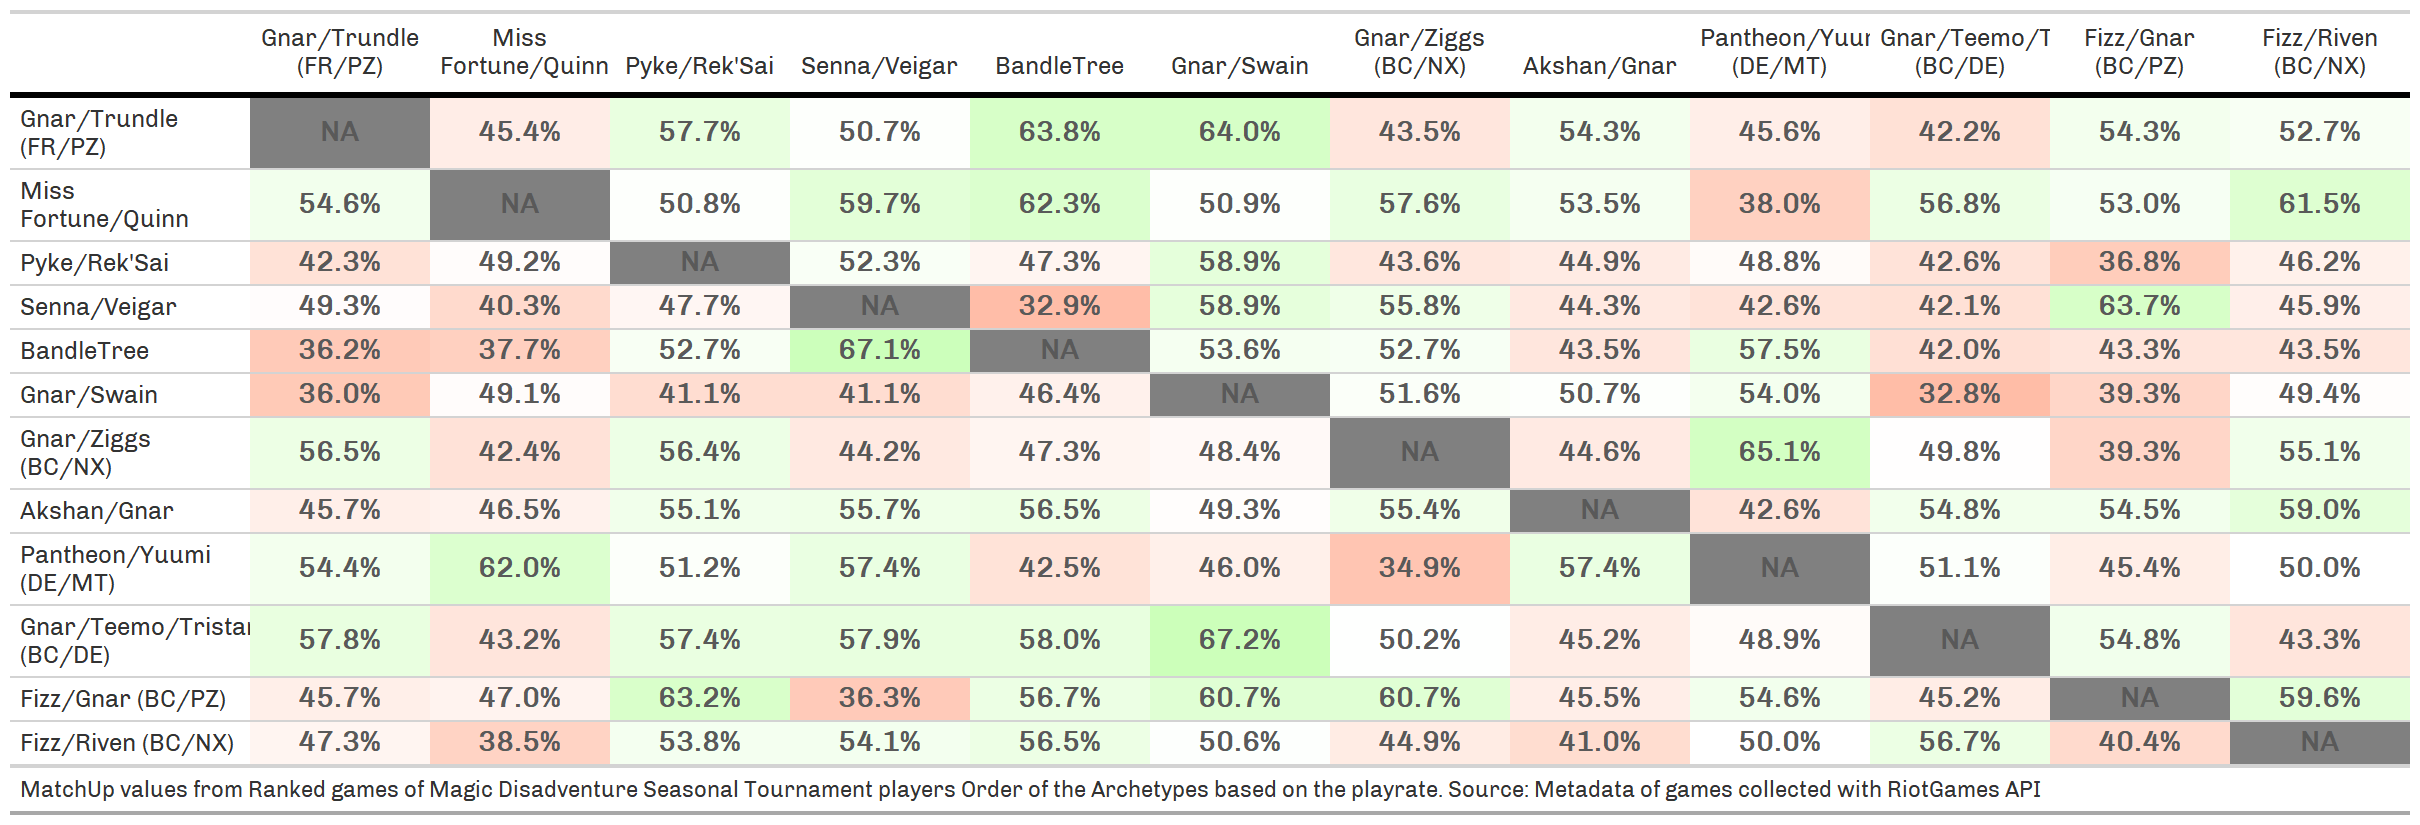 Gnar/Trundle (FR/PZ) Miss Fortune/Quinn Pyke/Rek'Sai Senna/Veigar BandleTree Gnar/Swain Gnar/Ziggs (BC/NX) Akshan/Gnar Pantheon/Yuur (DE/MT) Gnar/Teemo/T (BC/DE) Fizz/Gnar (BC/PZ) Fizz/Riven (BC/NX)
Gnar/Trundle (FR/PZ) NA 45.4% 57.7% 50.7% 63.8% 64.0% 43.5% 54.3% 45.6% 42.2% 54.3% 52.7%
Miss Fortune/Quinn 54.6% NA 50.8% 59.7% 62.3% 50.9% 57.6% 53.5% 38.0% 56.8% 53.0% 61.5%
Pyke/Rek'Sai 42.3% 49.2% NA 52.3% 47.3% 58.9% 43.6% 44.9% 48.8% 42.6% 36.8% 46.2%
Senna/Veigar 49.3% 40.3% 47.7% NA 32.9% 58.9% 55.8% 44.3% 42.6% 42.1% 63.7% 45.9%
BandleTree 36.2% 37.7% 52.7% 67.1% NA 53.6% 52.7% 43.5% 57.5% 42.0% 43.3% 43.5%
Gnar/Swain 36.0% 49.1% 41.1% 41.1% 46.4% NA 51.6% 50.7% 54.0% 32.8% 39.3% 49.4%
Gnar/Ziggs (BC/NX) 56.5% 42.4% 56.4% 44.2% 47.3% 48.4% NA 44.6% 65.1% 49.8% 39.3% 55.1%
Akshan/Gnar 45.7% 46.5% 55.1% 55.7% 56.5% 49.3% 55.4% NA 42.6% 54.8% 54.5% 59.0%
Pantheon/Yuumi (DE/MT) 54.4% 62.0% 51.2% 57.4% 42.5% 46.0% 34.9% 57.4% NA 51.1% 45.4% 50.0%
Gnar/Teemo/Tristar (BC/DE) 57.8% 43.2% 57.4% 57.9% 58.0% 67.2% 50.2% 45.2% 48.9% NA 54.8% 43.3%
Fizz/Gnar (BC/PZ) 45.7% 47.0% 63.2% 36.3% 56.7% 60.7% 60.7% 45.5% 54.6% 45.2% NA 59.6%
Fizz/Riven (BC/NX) 47.3% 38.5% 53.8% 54.1% 56.5% 50.6% 44.9% 41.0% 50.0% 56.7% 40.4% NA
MatchUp values from Ranked games of Magic Disadventure Seasonal Tournament players Order of the Archetypes based on the playrate. Source: Metadata of games collected with RiotGames API